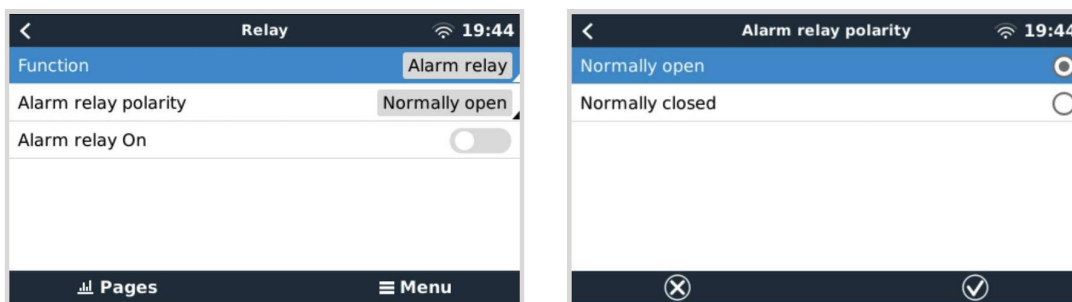 Relay 19:44
Function Alarm relay
Alarm relay polarity Normally open
Alarm relay On
Pages Menu
Alarm relay polarity 19:44
Normally open
Normally closed